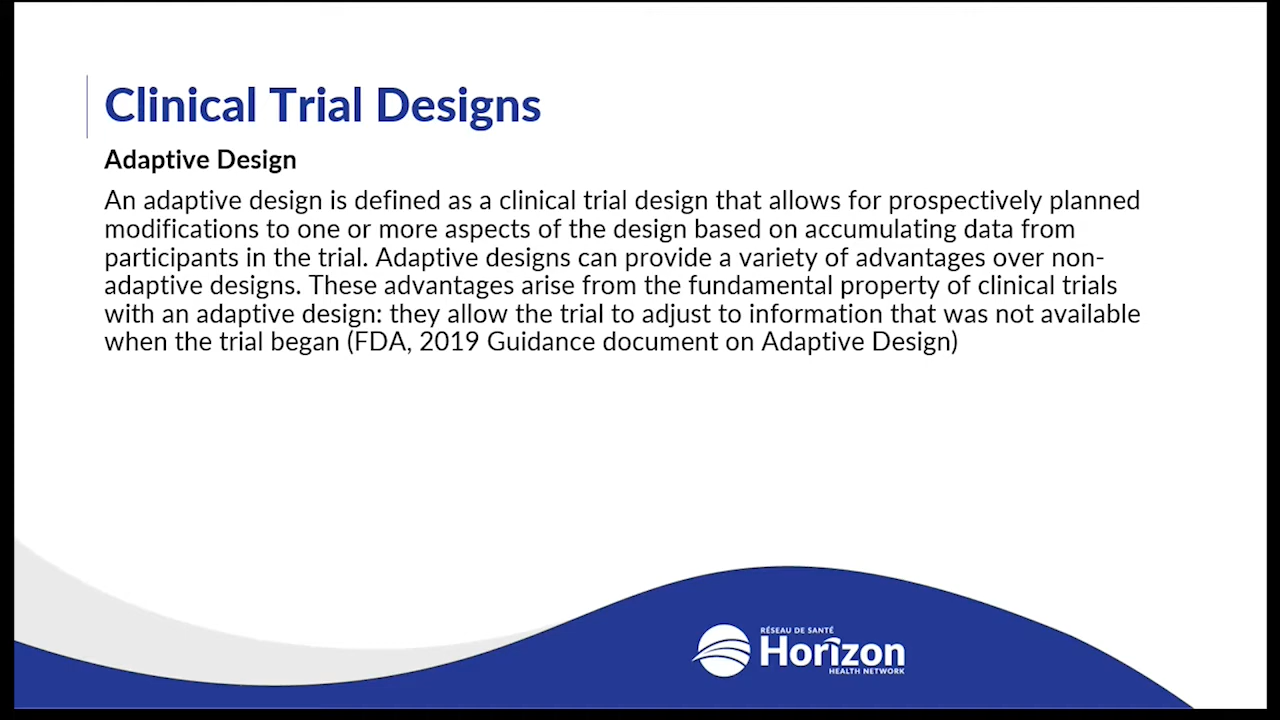 Clinical Trial Designs
Adaptive Design
An adaptive design is defined as a clinical trial design that allows for prospectively planned
modifications to one or more aspects of the design based on accumulating data from
participants in the trial. Adaptive designs can provide a variety of advantages over non-
adaptive designs. These advantages arise from the fundamental property of clinical trials
with an adaptive design: they allow the trial to adjust to information that was not available
when the trial began (FDA, 2019 Guidance document on Adaptive Design)
RÉSEAU DE SANTÉ
Horizon
HEALTH NETWORK